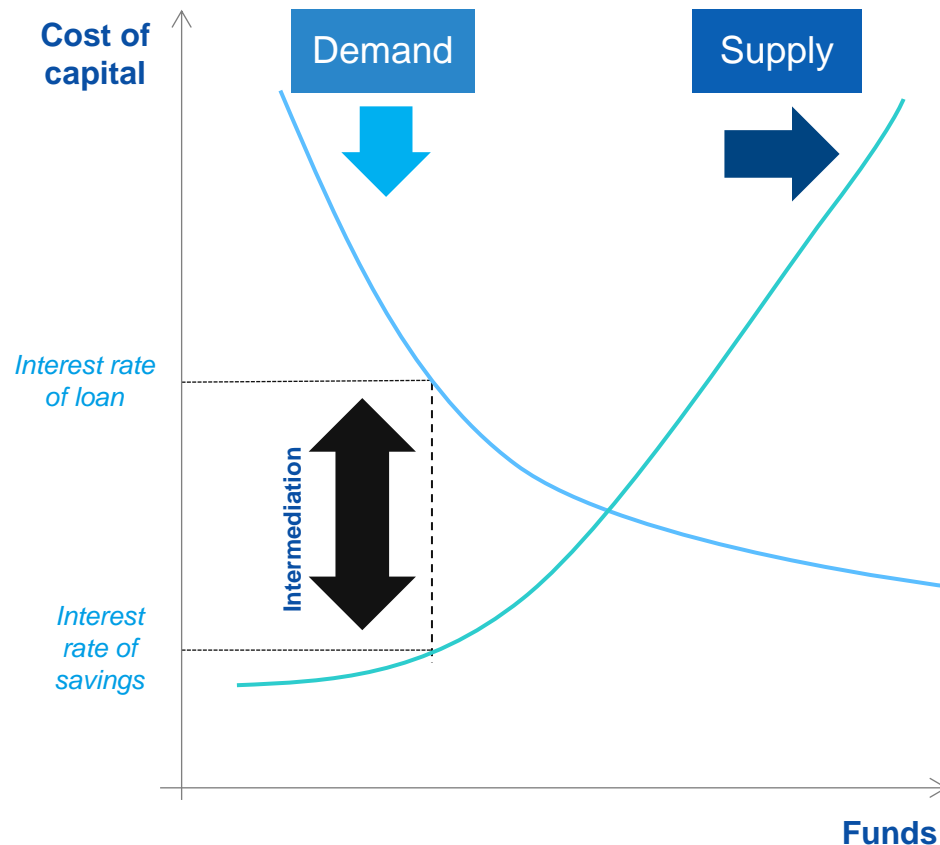 Cost of
capital
Demand
Supply
Interest rate
of loan
Intermediation
Interest
rate of
savings
Funds